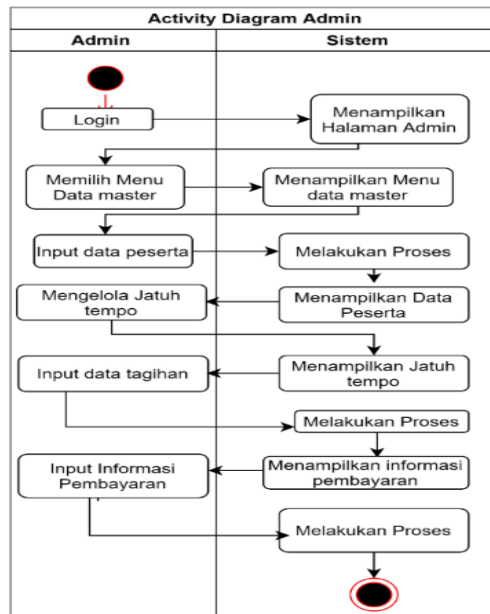 Activity Diagram Admin
Admin
Sistem
Login
Menampilkan
Halaman Admin
Memilih Menu
Data master
Menampilkan Menu
data master
Input data peserta
Melakukan Proses
Mengelola Jatuh
tempo
Menampilkan Data
Peserta
Input data tagihan
Menampilkan Jatuh
tempo
Melakukan Proses
Input Informasi
Pembayaran
Menampilkan informasi
pembayaran
Melakukan Proses